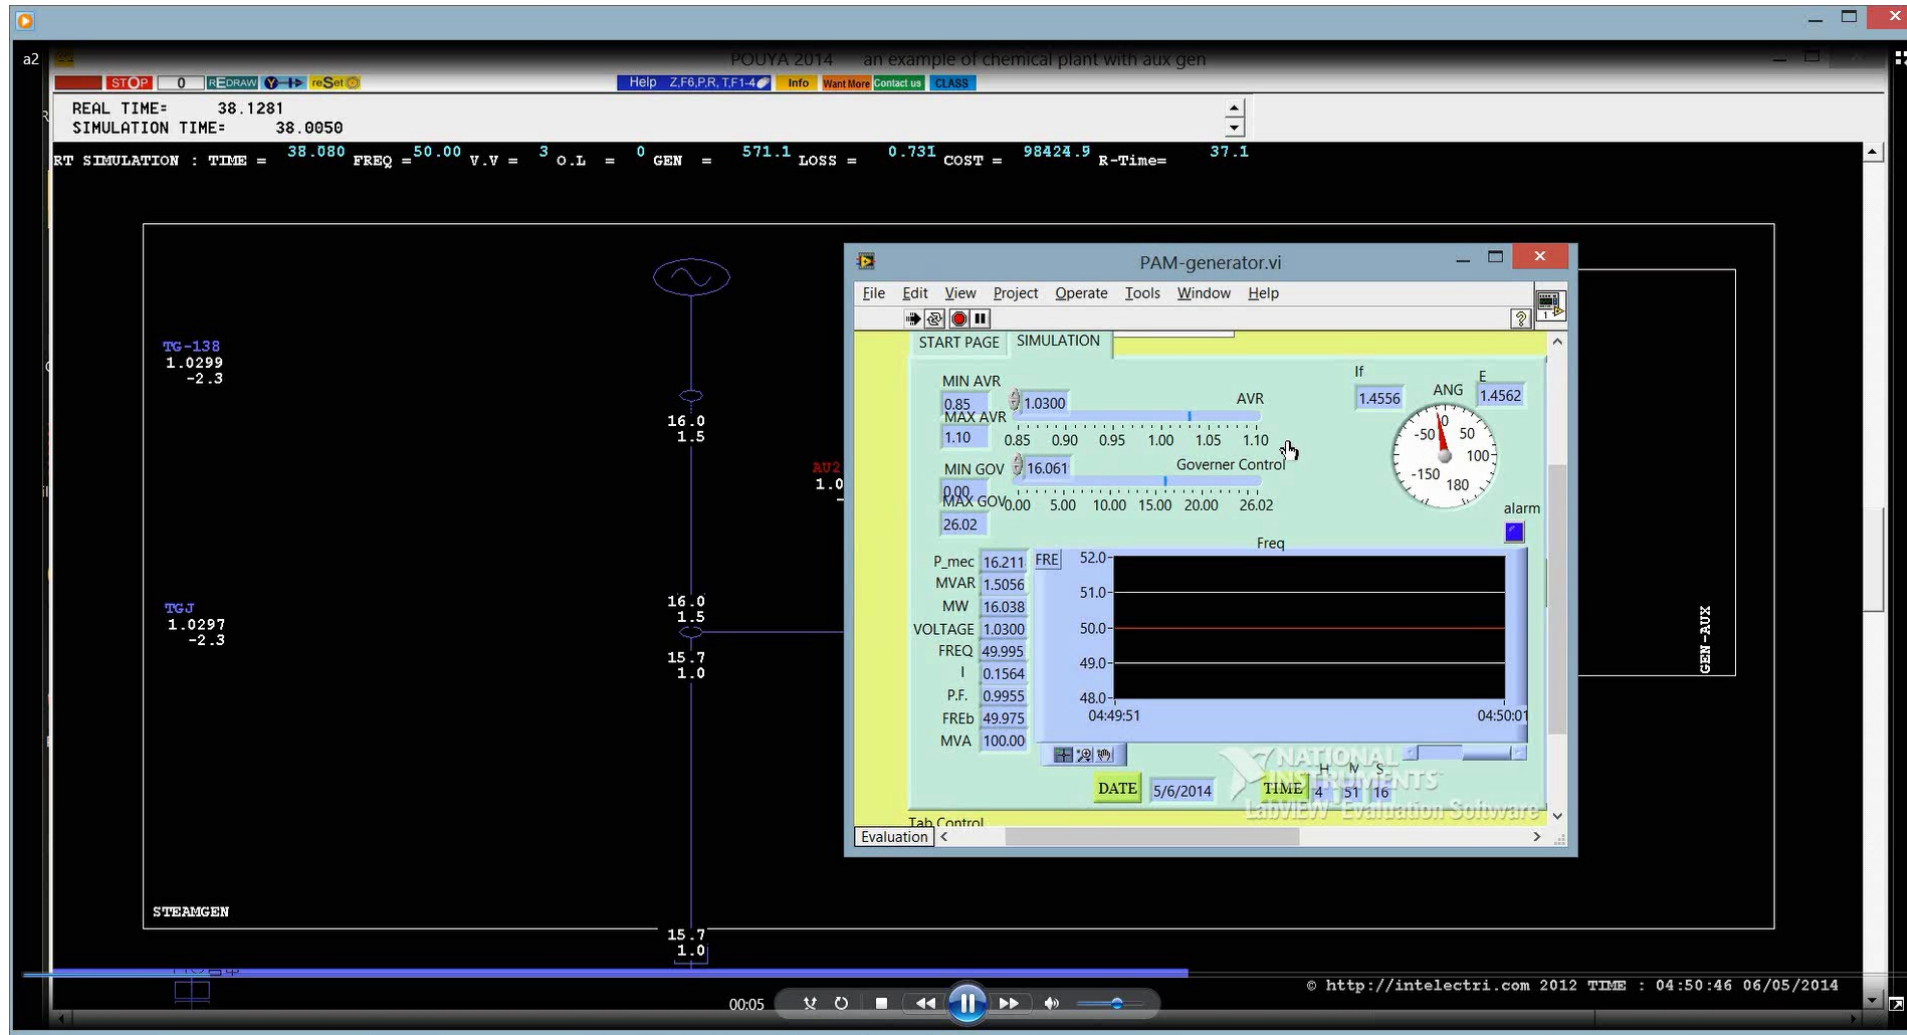 a2
POUYA 2014 an example of chemical plant with aux gen
STOP 0 REDRAW Y reSet Help Z,F6,P,R, T,F1-4 Info Want More Contact us CLASS
REAL TIME= 38.1281
SIMULATION TIME= 38.0050
RT SIMULATION : TIME = 38.080 FREQ =50.00 V.V = 3 O.L = 0 GEN = 571.1 LOSS = 0.731 COST = 98424.9 R-Time= 37.1
TG-138
1.0299
-2.3
16.0
1.5
AU2
1.0
TGJ
1.0297
-2.3
16.0
1.5
15.7
1.0
STEAMGEN
15.7
1.0
GEN-AUX
PAM-generator.vi
File Edit View Project Operate Tools Window Help
START PAGE SIMULATION
MIN AVR
0.85
MAX AVR
1.10
1.0300
AVR
0.85 0.90 0.95 1.00 1.05 1.10
MIN GOV
0.00
MAX GOV
26.02
16.061
Governer Control
0.00 5.00 10.00 15.00 20.00 26.02
If
1.4556
E
1.4562
ANG
-50 0 50
-150 180 100
alarm
P_mec 16.211
MVAR 1.5056
MW 16.038
VOLTAGE 1.0300
FREQ 49.995
I 0.1564
P.F. 0.9955
FREb 49.975
MVA 100.00
FRE
Freq
52.0
51.0
50.0
49.0
48.0
04:49:51 04:50:01
NATIONAL
INSTRUMENTS
LabVIEW Evaluation Software
DATE 5/6/2014 TIME H M S
4 51 16
Tab Control
Evaluation
© http://intelectri.com 2012 TIME : 04:50:46 06/05/2014
00:05